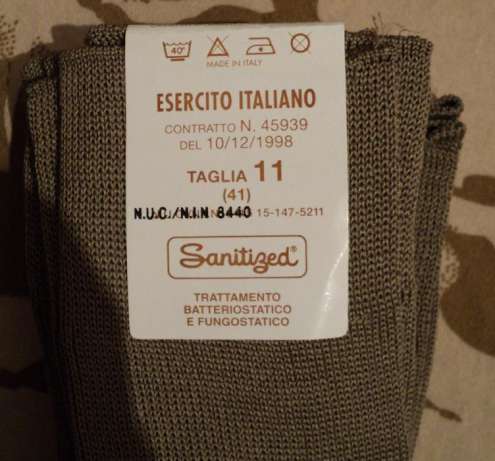 40°
MADE IN ITALY
ESERCITO ITALIANO
CONTRATTO N. 45939
DEL 10/12/1998
TAGLIA 11
(41)
N.U.C./N.I.N 8440 15-147-5211
Sanitized®
TRATTAMENTO
BATTERIOSTATICO
E FUNGOSTATICO